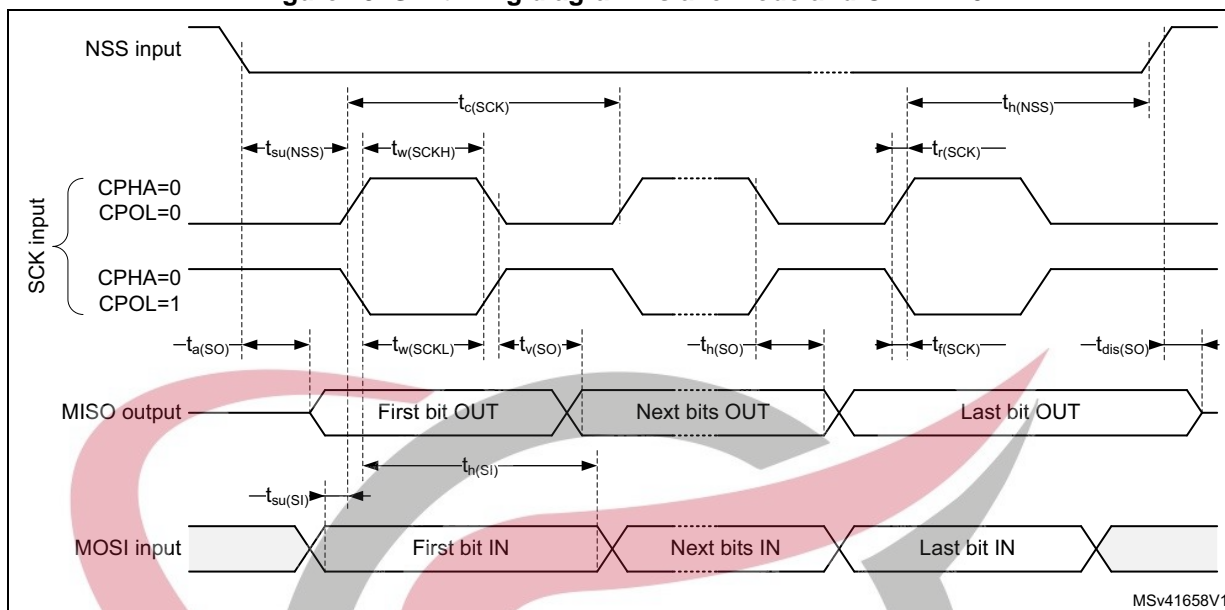 NSS input
tc(SCK)
th(NSS)
tsu(NSS)
tw(SCKH)
tr(SCK)
SCK input
CPHA=0
CPOL=0
CPHA=0
CPOL=1
ta(SO)
tw(SCKL)
tv(SO)
th(SO)
tf(SCK)
tdis(SO)
MISO output
First bit OUT
Next bits OUT
Last bit OUT
th(SI)
tsu(SI)
MOSI input
First bit IN
Next bits IN
Last bit IN
MSv41658V1